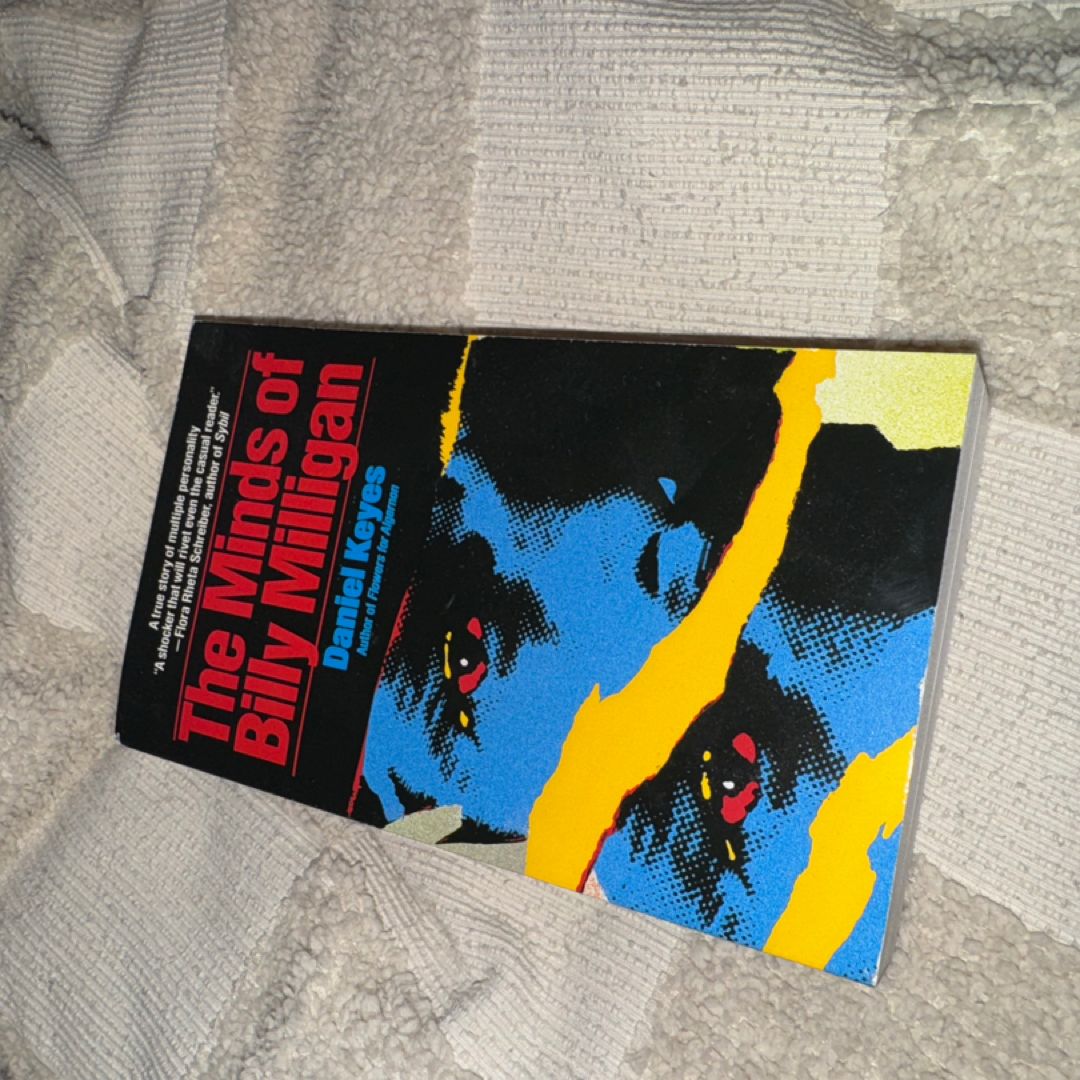 A true story of multiple personality
"A shocker that will rivet even the casual reader."
—Flora Rheta Schreiber, author of Sybil
The Minds of
Billy Milligan
Daniel Keyes
Author of Flowers for Algernon